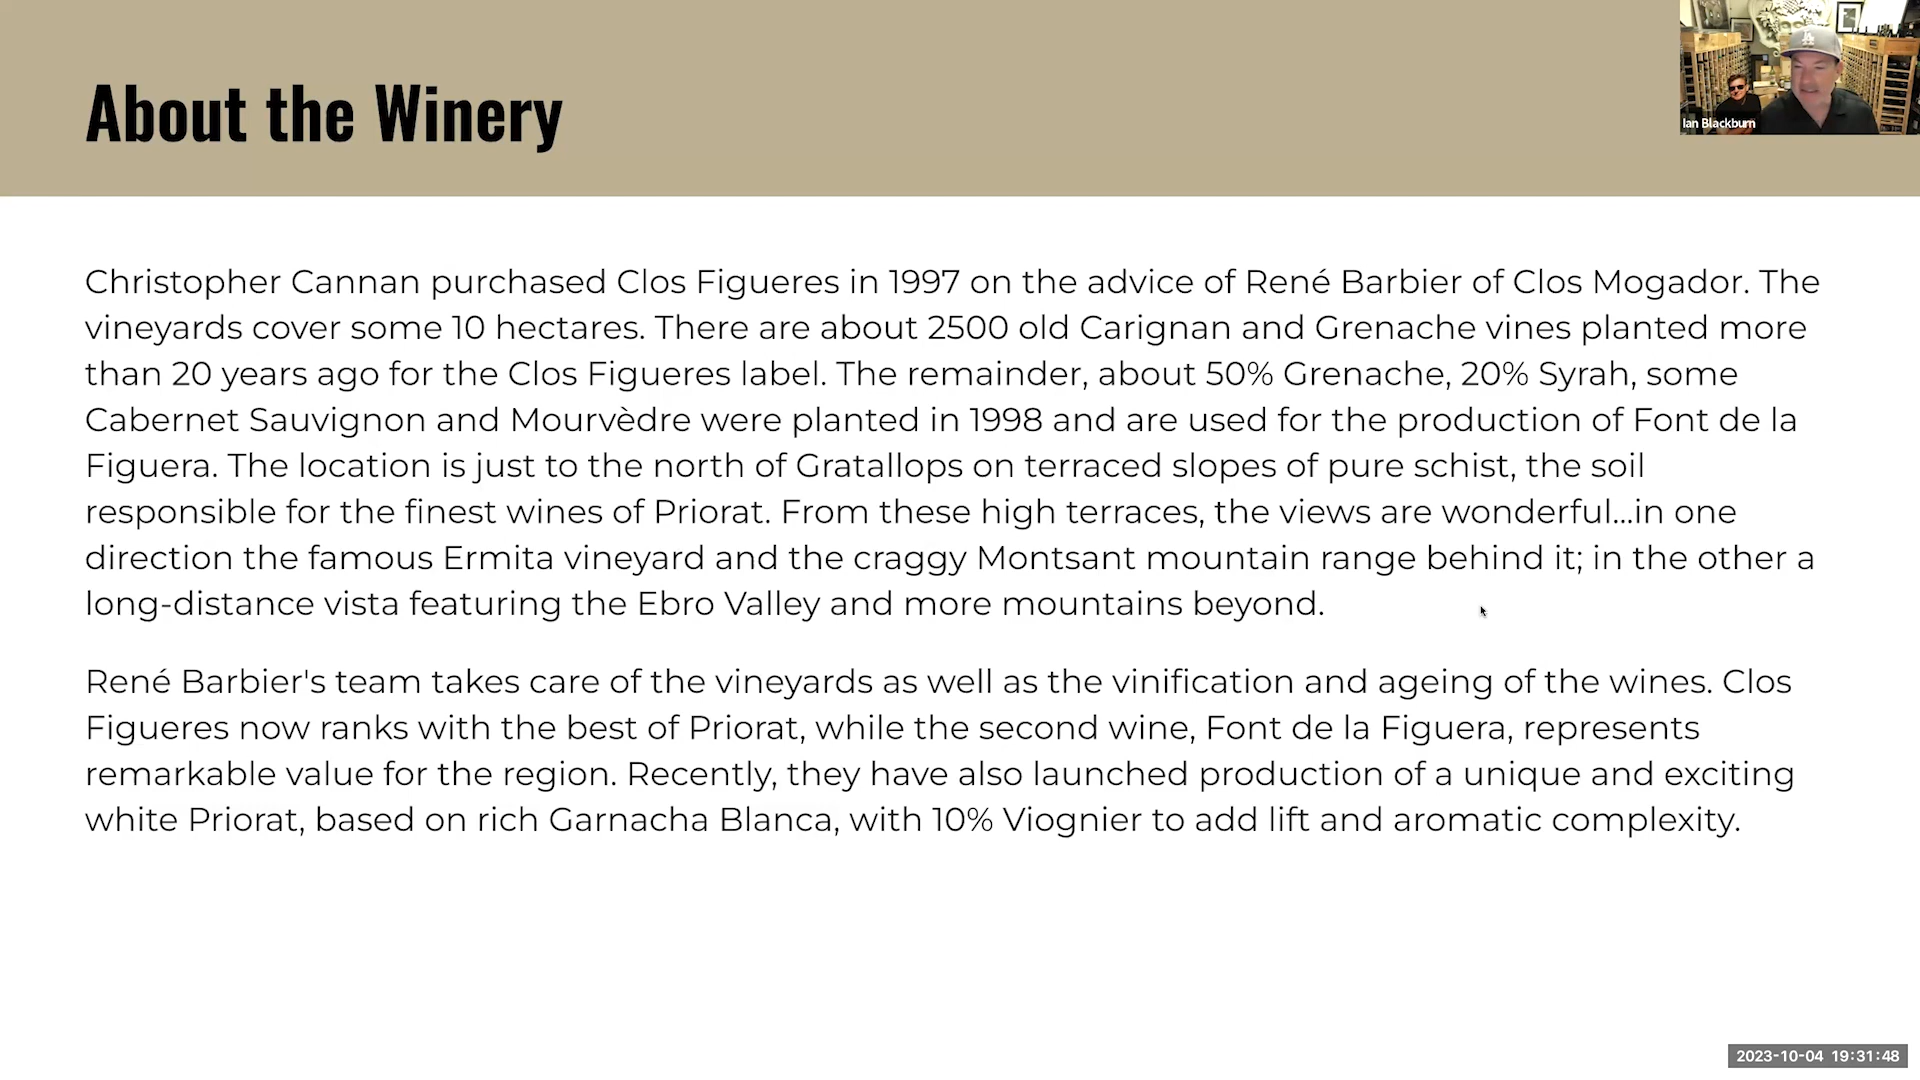 About the Winery
LA
Ian Blackburn
Christopher Cannan purchased Clos Figueres in 1997 on the advice of René Barbier of Clos Mogador. The
vineyards cover some 10 hectares. There are about 2500 old Carignan and Grenache vines planted more
than 20 years ago for the Clos Figueres label. The remainder, about 50% Grenache, 20% Syrah, some
Cabernet Sauvignon and Mourvèdre were planted in 1998 and are used for the production of Font de la
Figuera. The location is just to the north of Gratallops on terraced slopes of pure schist, the soil
responsible for the finest wines of Priorat. From these high terraces, the views are wonderful...in one
direction the famous Ermita vineyard and the craggy Montsant mountain range behind it; in the other a
long-distance vista featuring the Ebro Valley and more mountains beyond.
René Barbier's team takes care of the vineyards as well as the vinification and ageing of the wines. Clos
Figueres now ranks with the best of Priorat, while the second wine, Font de la Figuera, represents
remarkable value for the region. Recently, they have also launched production of a unique and exciting
white Priorat, based on rich Garnacha Blanca, with 10% Viognier to add lift and aromatic complexity.
2023-10-04 19:31:48